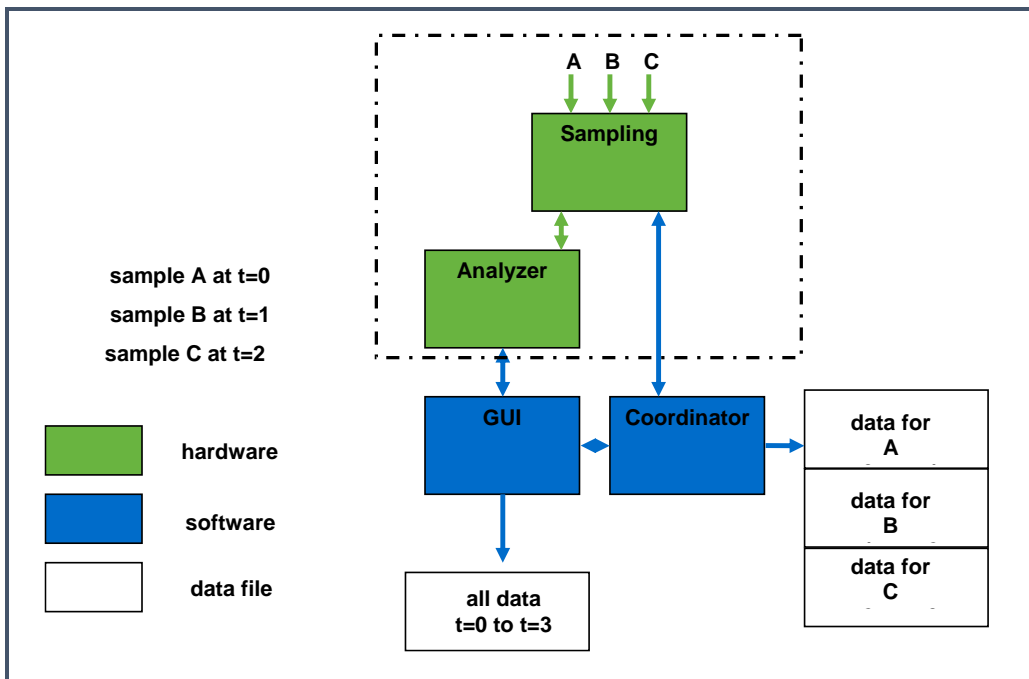 A B C
Sampling
Analyzer
sample A at t=0
sample B at t=1
sample C at t=2
GUI
Coordinator
data for
A
data for
B
data for
C
hardware
software
data file
all data
t=0 to t=3